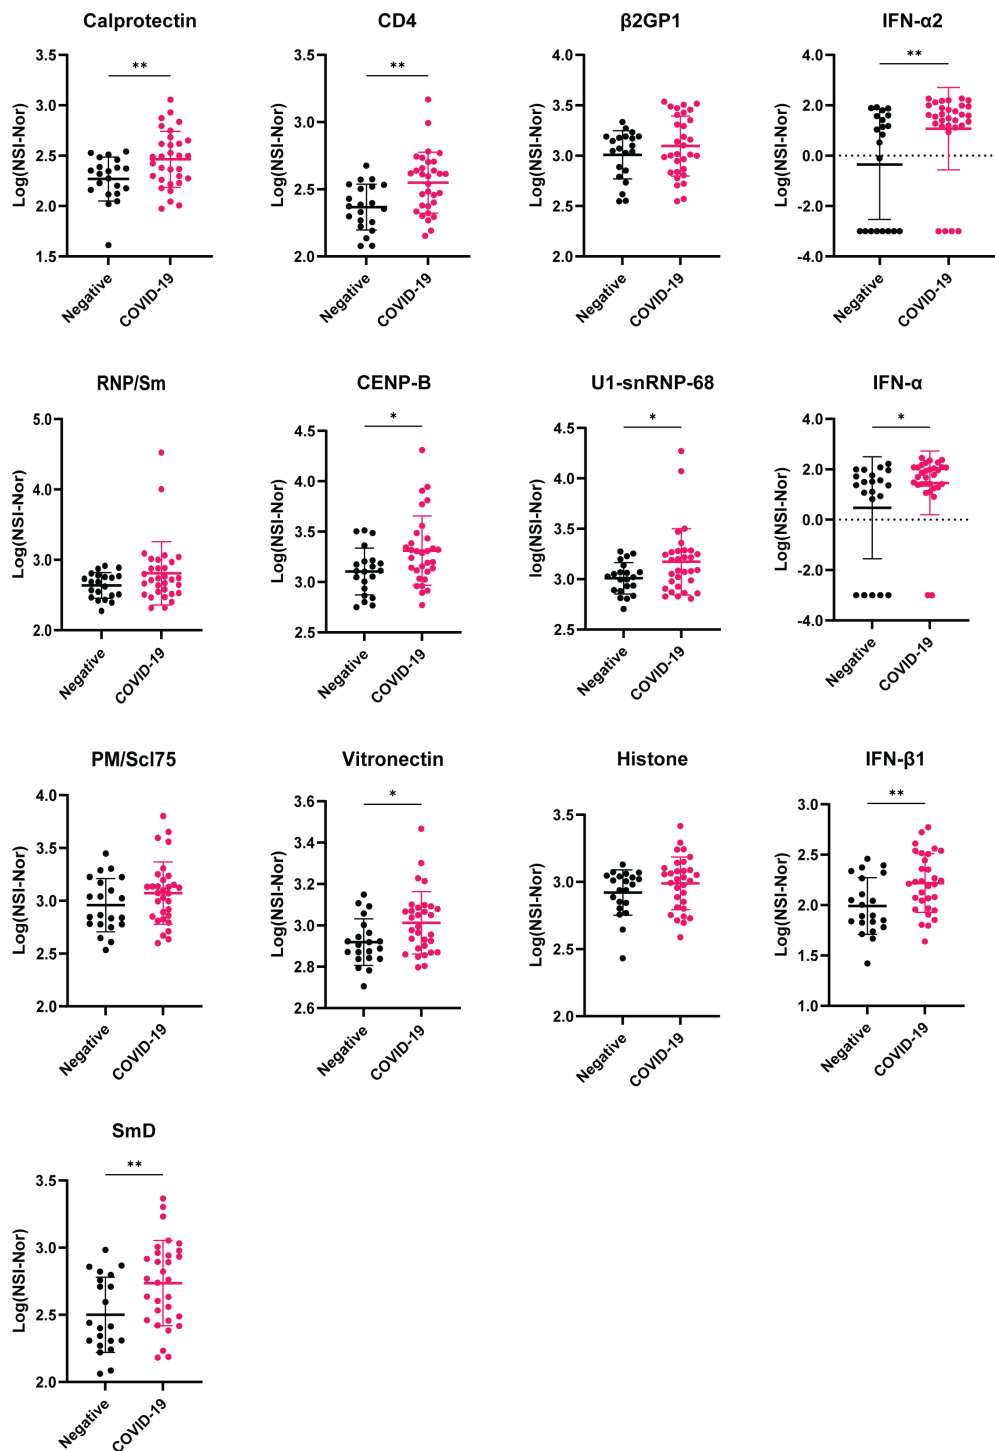 Calprotectin
**
Log(NSI-Nor)
3.5
3.0
2.5
2.0
1.5
Negative
COVID-19
CD4
**
Log(NSI-Nor)
3.5
3.0
2.5
2.0
Negative
COVID-19
β2GP1
Log(NSI-Nor)
4.0
3.5
3.0
2.5
2.0
Negative
COVID-19
IFN-α2
**
Log(NSI-Nor)
4.0
2.0
0.0
-2.0
-4.0
Negative
COVID-19
RNP/Sm
Log(NSI-Nor)
5.0
4.0
3.0
2.0
Negative
COVID-19
CENP-B
*
Log(NSI-Nor)
4.5
4.0
3.5
3.0
2.5
Negative
COVID-19
U1-snRNP-68
*
log(NSI-Nor)
4.5
4.0
3.5
3.0
2.5
Negative
COVID-19
IFN-α
*
Log(NSI-Nor)
4.0
2.0
0.0
-2.0
-4.0
Negative
COVID-19
PM/Scl75
Log(NSI-Nor)
4.0
3.5
3.0
2.5
2.0
Negative
COVID-19
Vitronectin
*
Log(NSI-Nor)
3.6
3.4
3.2
3.0
2.8
2.6
Negative
COVID-19
Histone
Log(NSI-Nor)
3.5
3.0
2.5
2.0
Negative
COVID-19
IFN-β1
**
Log(NSI-Nor)
3.0
2.5
2.0
1.5
1.0
Negative
COVID-19
SmD
**
Log(NSI-Nor)
3.5
3.0
2.5
2.0
Negative
COVID-19